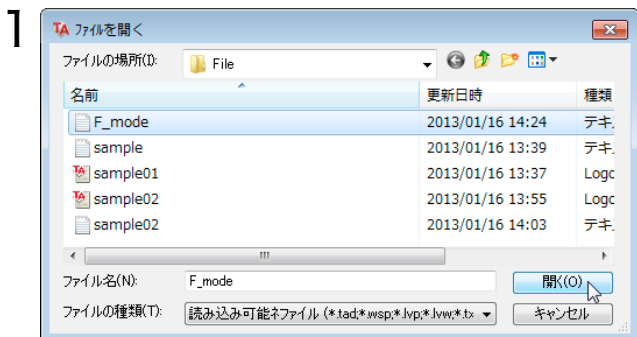 1
TA ファイルを開く
ファイルの場所(I): File
名前 更新日時 種類
F_mode 2013/01/16 14:24 テキ
sample 2013/01/16 13:39 テキ
sample01 2013/01/16 13:37 Logo
sample02 2013/01/16 13:55 Logo
sample02 2013/01/16 14:03 テキ
ファイル名(N): F_mode 開く(O)
ファイルの種類(T): 読み込み可能ネファイル (*.tad;*.wsp;*.lvp;*.lvw;*.tx キャンセル